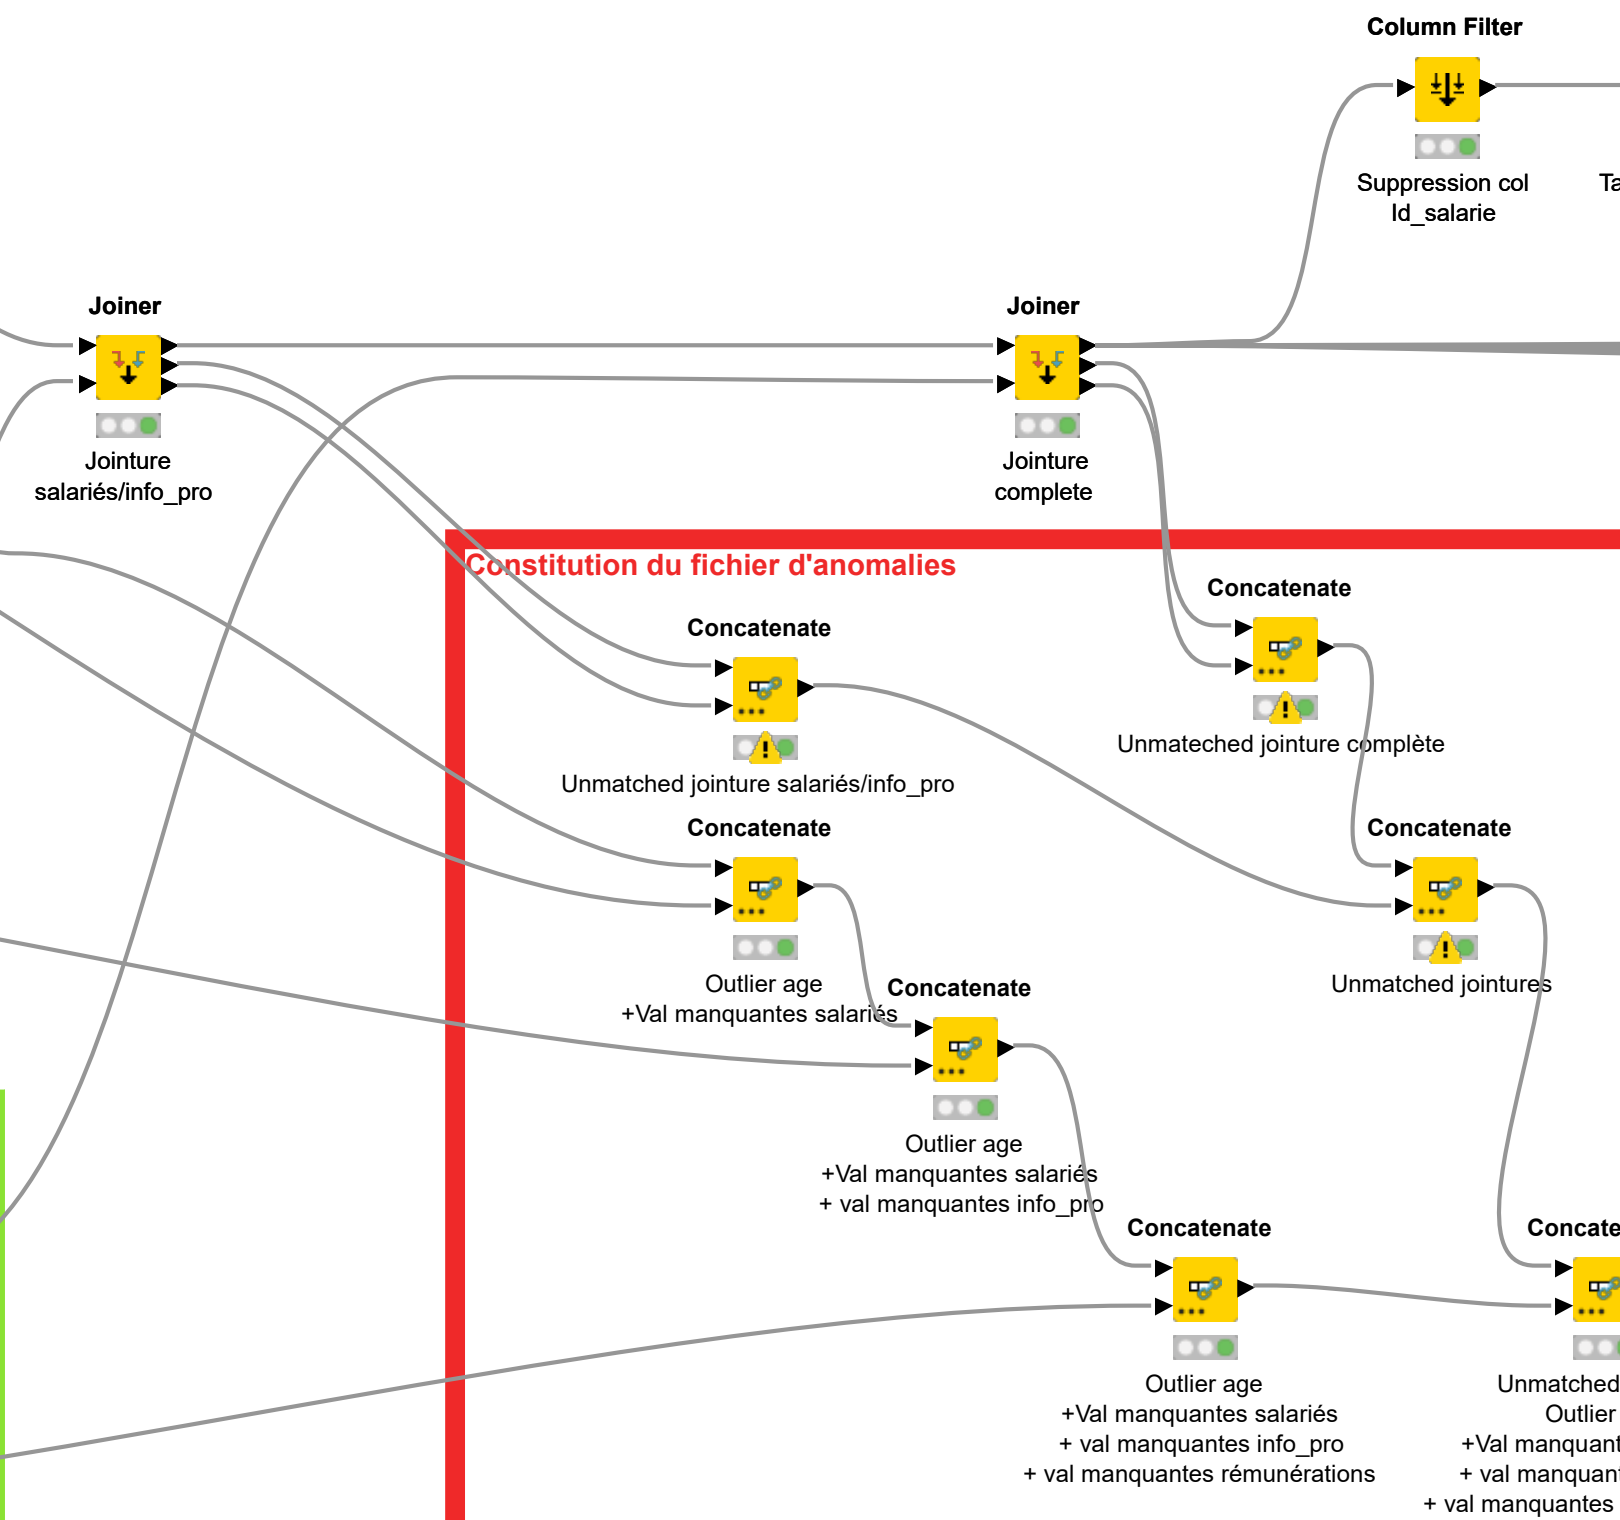 Column Filter
Suppression col
Id_salarie
Joiner
Jointure
salariés/info_pro
Joiner
Jointure
complete
Constitution du fichier d'anomalies
Concatenate
Unmateched jointure complète
Concatenate
Unmatched jointure salariés/info_pro
Concatenate
Outlier age
+Val manquantes salariés
Concatenate
Unmatched jointures
Concatenate
Outlier age
+Val manquantes salariés
+ val manquantes info_pro
Concatenate
Outlier age
+Val manquantes salariés
+ val manquantes info_pro
+ val manquantes rémunérations
Unmatched
Outlier
+Val
+ val
+ val manquantes